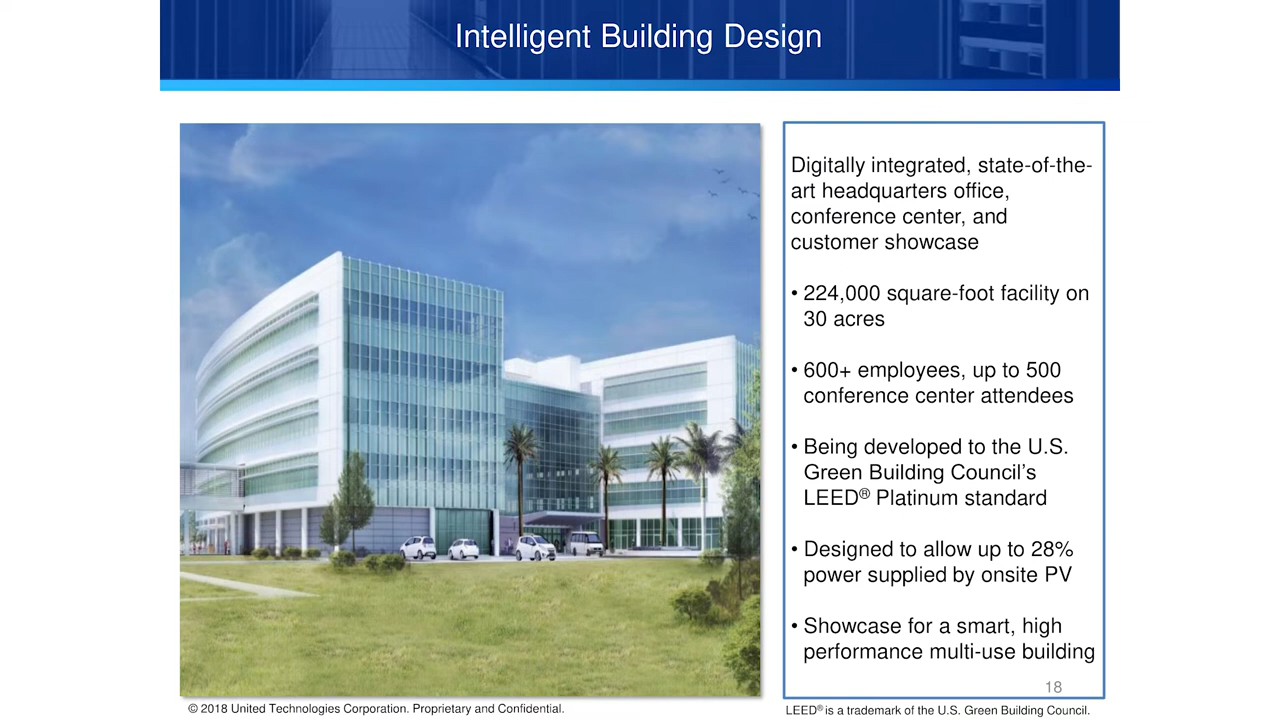 Intelligent Building Design
Digitally integrated, state-of-the-
art headquarters office,
conference center, and
customer showcase
• 224,000 square-foot facility on
30 acres
• 600+ employees, up to 500
conference center attendees
• Being developed to the U.S.
Green Building Council’s
LEED® Platinum standard
• Designed to allow up to 28%
power supplied by onsite PV
• Showcase for a smart, high
performance multi-use building
18
© 2018 United Technologies Corporation. Proprietary and Confidential.
LEED® is a trademark of the U.S. Green Building Council.